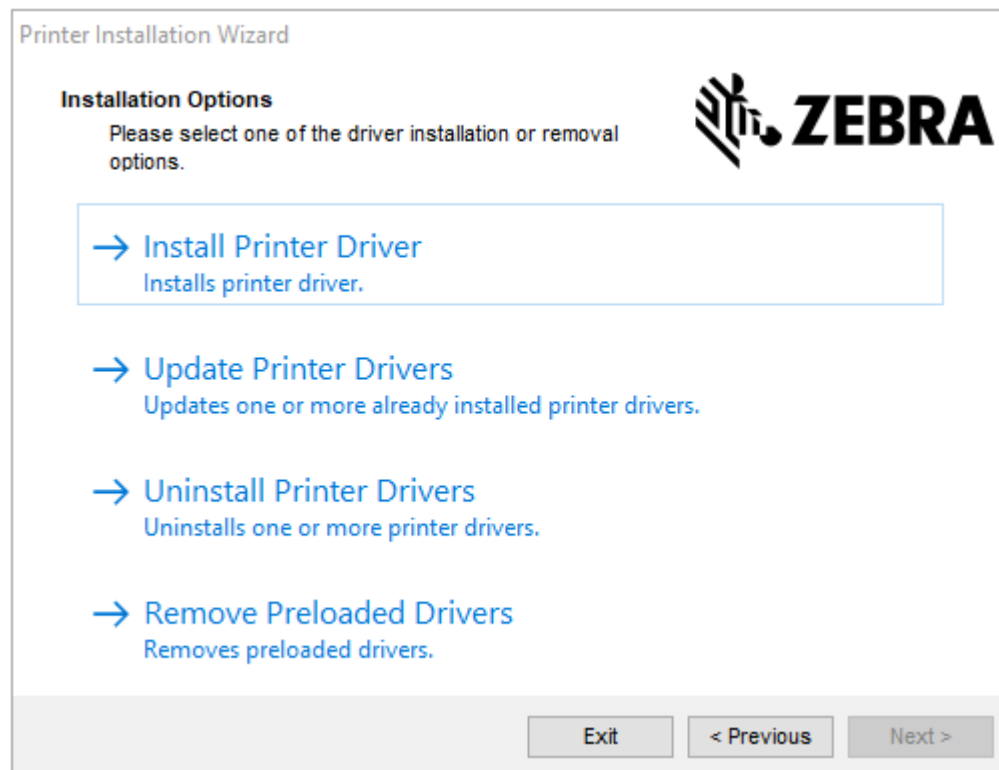 Printer Installation Wizard
Installation Options
Please select one of the driver installation or removal
options.
ZEBRA
Install Printer Driver
Installs printer driver.
Update Printer Drivers
Updates one or more already installed printer drivers.
Uninstall Printer Drivers
Uninstalls one or more printer drivers.
Remove Preloaded Drivers
Removes preloaded drivers.
Exit
< Previous
Next >